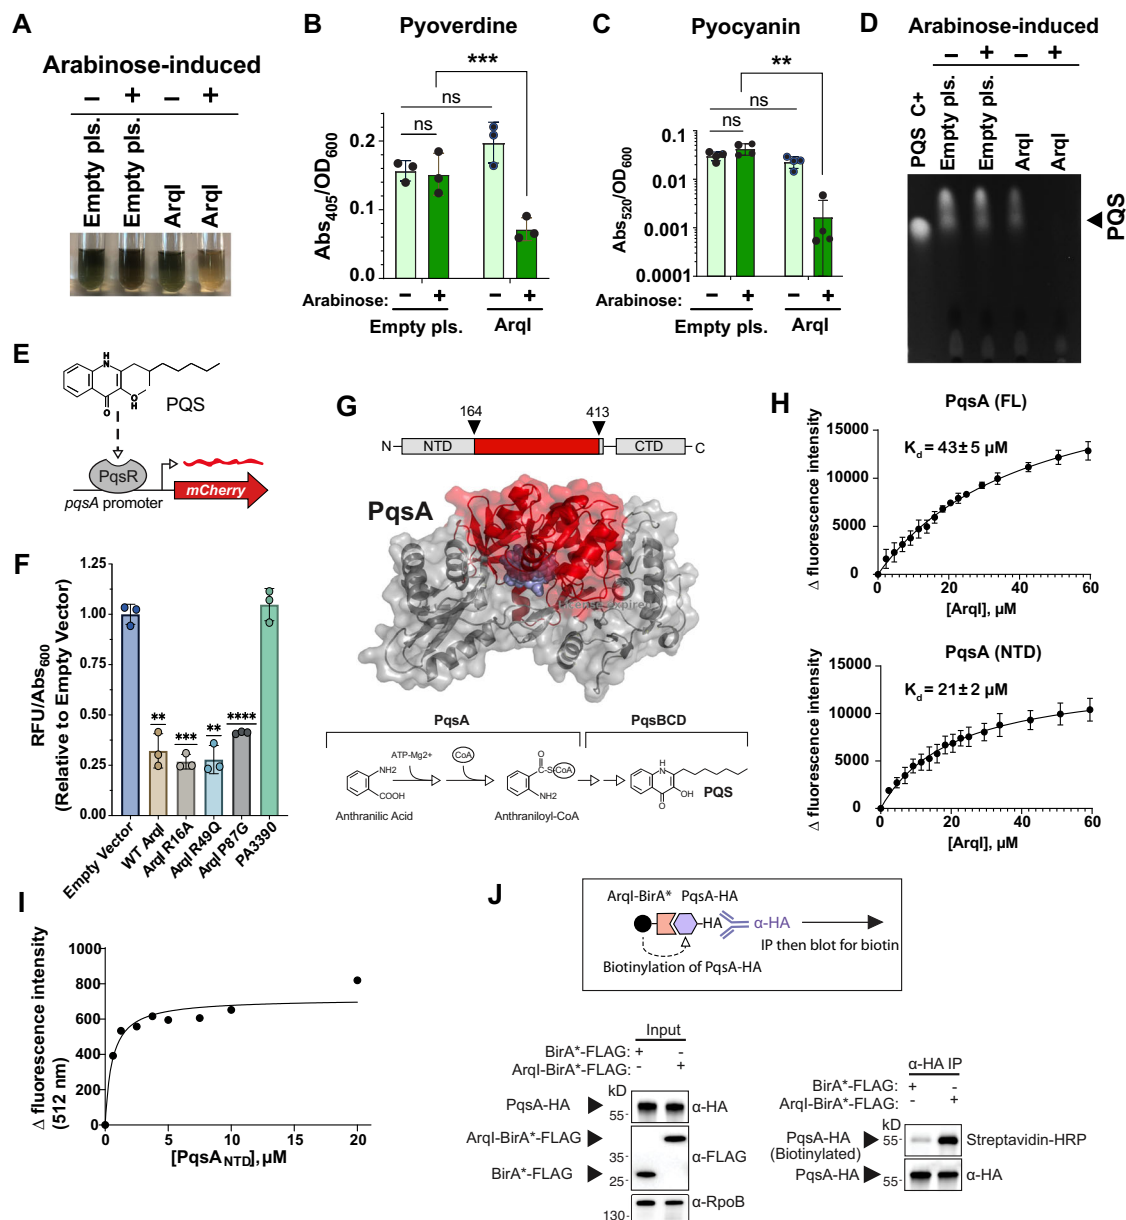 A
Arabinose-induced
– + – +
Empty pls.
Empty pls.
ArqI
ArqI
B
Pyoverdine
***
ns
ns
Abs405/OD600
0.2
0.1
0.0
Arabinose: – + – +
Empty pls. ArqI
C
Pyocyanin
**
ns
ns
Abs520/OD600
0.1
0.01
0.001
0.0001
Arabinose: – + – +
Empty pls. ArqI
D
Arabinose-induced
– + – +
PQS C+
Empty pls.
Empty pls.
ArqI
ArqI
PQS
E
H
N
O
O
H
PQS
PqsR
pqsA promoter
mCherry
F
RFU/Abs600
(Relative to Empty Vector)
1.25
1.00
0.75
0.50
0.25
0.00
** *** ** ****
Empty Vector
WT ArqI
ArqI R16A
ArqI R49Q
ArqI P87G
PA3390
G
164 413
N NTD CTD C
PqsA
License expired
PqsA PqsBCD
ATP-Mg2+
CoA
NH2
COOH
Anthranilic Acid
O
C-S-CoA
NH2
Anthraniloyl-CoA
H
N
O
OH
PQS
H
PqsA (FL)
Kd = 43±5 µM
Δ fluorescence intensity
15000
10000
5000
0
0 20 40 60
[ArqI], µM
PqsA (NTD)
Kd = 21±2 µM
Δ fluorescence intensity
15000
10000
5000
0
0 20 40 60
[ArqI], µM
I
Δ fluorescence intensity
(512 nm)
1000
800
600
400
200
0
0 5 10 15 20
[PqsANTD], µM
J
ArqI-BirA* PqsA-HA
HA α-HA
IP then blot for biotin
Biotinylation of PqsA-HA
Input
BirA*-FLAG: + -
ArqI-BirA*-FLAG: - +
kD
PqsA-HA
55-
α-HA
ArqI-BirA*-FLAG
35-
α-FLAG
BirA*-FLAG
25-
α-RpoB
130-
α-HA IP
BirA*-FLAG: + -
ArqI-BirA*-FLAG: - +
kD
PqsA-HA
(Biotinylated)
55-
Streptavidin-HRP
PqsA-HA
55-
α-HA